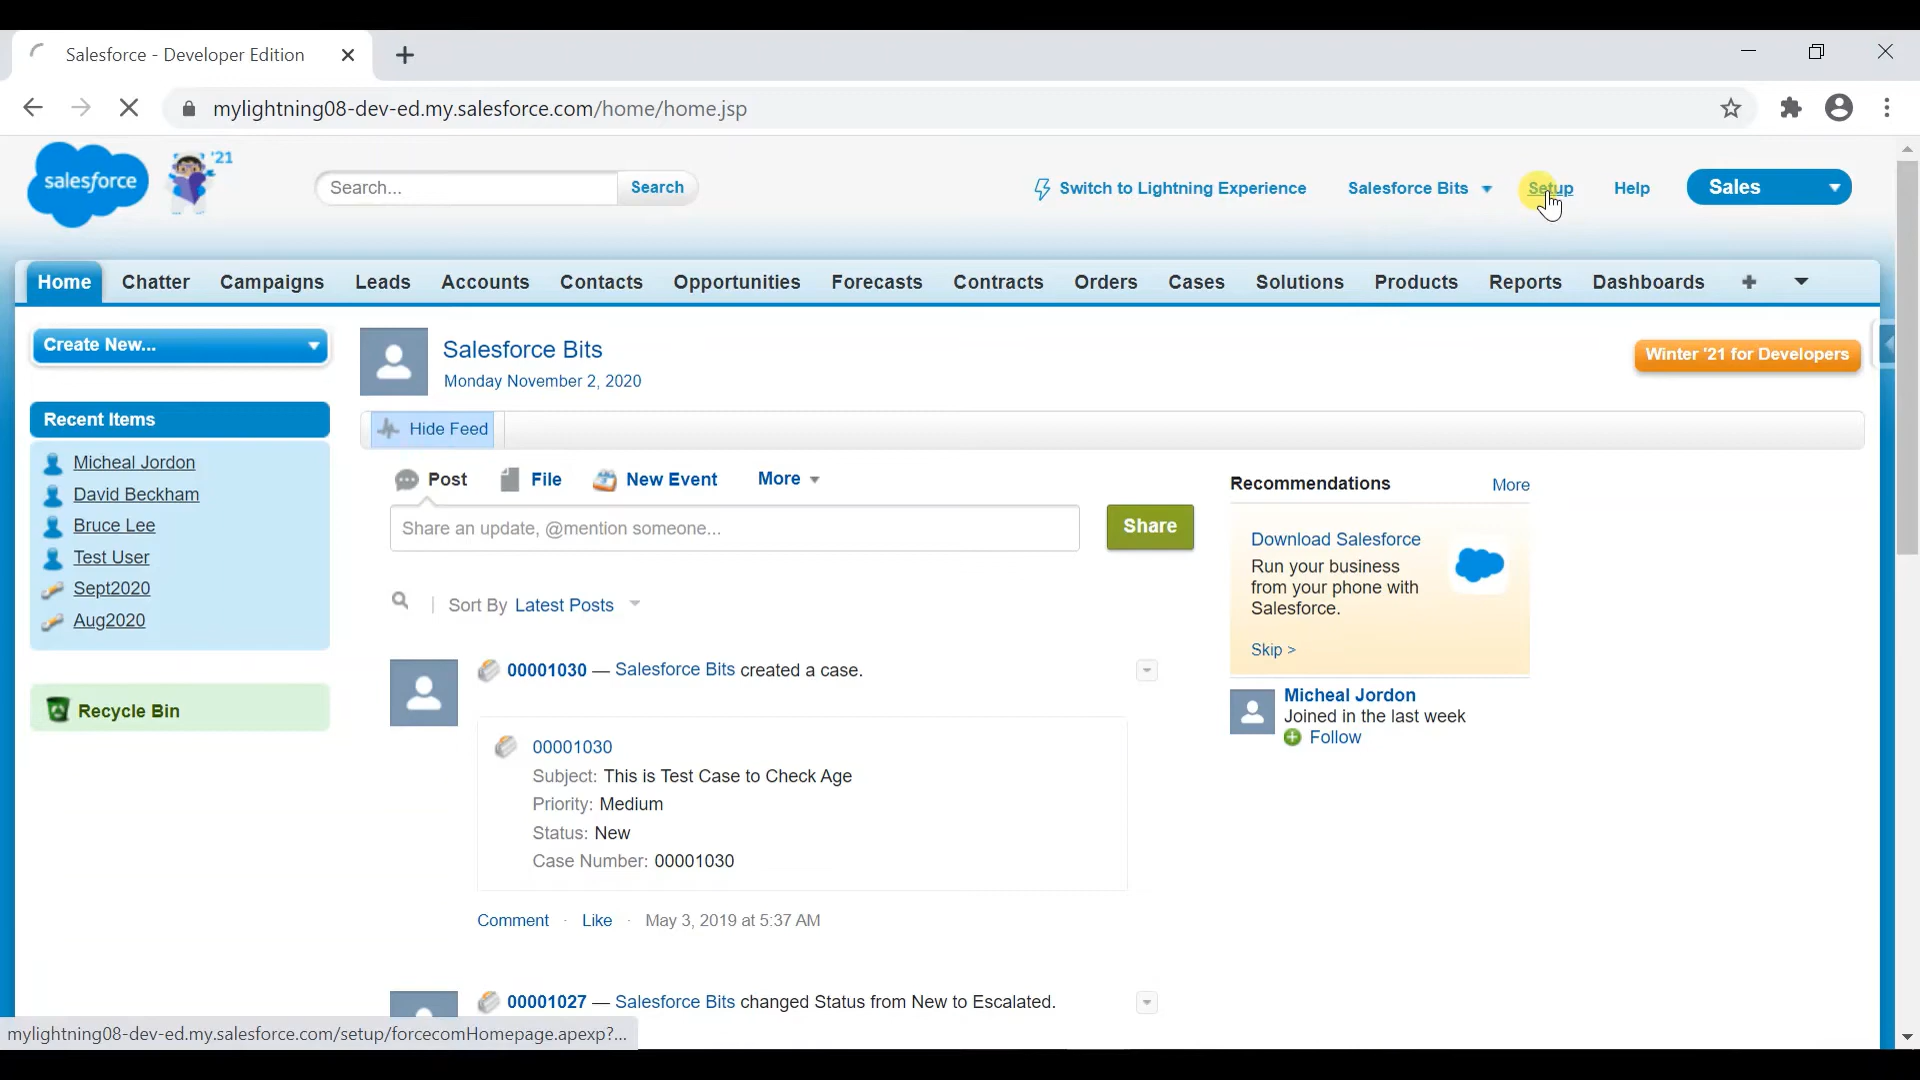 Salesforce - Developer Edition
mylightning08-dev-ed.my.salesforce.com/home/home.jsp
salesforce
'21
Search...
Search
Switch to Lightning Experience
Salesforce Bits
Setup
Help
Sales
Home
Chatter
Campaigns
Leads
Accounts
Contacts
Opportunities
Forecasts
Contracts
Orders
Cases
Solutions
Products
Reports
Dashboards
Create New...
Recent Items
Micheal Jordon
David Beckham
Bruce Lee
Test User
Sept2020
Aug2020
Recycle Bin
Salesforce Bits
Monday November 2, 2020
Winter '21 for Developers
Hide Feed
Post
File
New Event
More
Share an update, @mention someone...
Share
Sort By Latest Posts
00001030 — Salesforce Bits created a case.
00001030
Subject: This is Test Case to Check Age
Priority: Medium
Status: New
Case Number: 00001030
Comment · Like · May 3, 2019 at 5:37 AM
00001027 — Salesforce Bits changed Status from New to Escalated.
Recommendations
More
Download Salesforce
Run your business
from your phone with
Salesforce.
Skip >
Micheal Jordon
Joined in the last week
Follow
mylightning08-dev-ed.my.salesforce.com/setup/forcecomHomepage.apexp?...